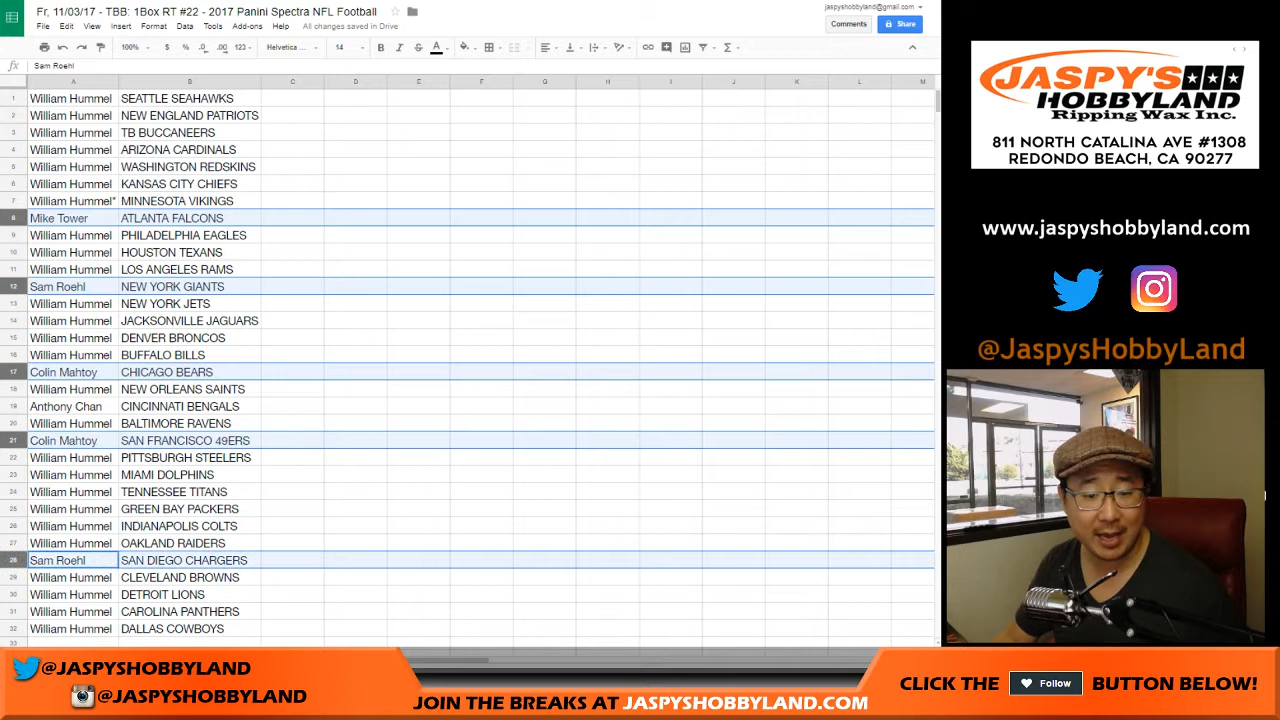 Fr, 11/03/17 - TBB: 1Box RT #22 - 2017 Panini Spectra NFL Football
jaspyshobbyland@gmail.com
File Edit View Insert Format Data Tools Add-ons Help All changes saved in Drive
Comments Share
100% $ % .0 .00 123 Helvetica ... 14 B I S A
fx Sam Roehl
A B C D E F G H I J K L M
1 William Hummel SEATTLE SEAHAWKS
2 William Hummel NEW ENGLAND PATRIOTS
3 William Hummel TB BUCCANEERS
4 William Hummel ARIZONA CARDINALS
5 William Hummel WASHINGTON REDSKINS
6 William Hummel KANSAS CITY CHIEFS
7 William Hummel* MINNESOTA VIKINGS
8 Mike Tower ATLANTA FALCONS
9 William Hummel PHILADELPHIA EAGLES
10 William Hummel HOUSTON TEXANS
11 William Hummel LOS ANGELES RAMS
12 Sam Roehl NEW YORK GIANTS
13 William Hummel NEW YORK JETS
14 William Hummel JACKSONVILLE JAGUARS
15 William Hummel DENVER BRONCOS
16 William Hummel BUFFALO BILLS
17 Colin Mahtoy CHICAGO BEARS
18 William Hummel NEW ORLEANS SAINTS
19 Anthony Chan CINCINNATI BENGALS
20 William Hummel BALTIMORE RAVENS
21 Colin Mahtoy SAN FRANCISCO 49ERS
22 William Hummel PITTSBURGH STEELERS
23 William Hummel MIAMI DOLPHINS
24 William Hummel TENNESSEE TITANS
25 William Hummel GREEN BAY PACKERS
26 William Hummel INDIANAPOLIS COLTS
27 William Hummel OAKLAND RAIDERS
28 Sam Roehl SAN DIEGO CHARGERS
29 William Hummel CLEVELAND BROWNS
30 William Hummel DETROIT LIONS
31 William Hummel CAROLINA PANTHERS
32 William Hummel DALLAS COWBOYS
33
JASPY'S
HOBBYLAND
Ripping Wax Inc.
811 NORTH CATALINA AVE #1308
REDONDO BEACH, CA 90277
www.jaspyshobbyland.com
@JaspysHobbyLand
@JASPYSHOBBYLAND
@JASPYSHOBBYLAND
JOIN THE BREAKS AT JASPYSHOBBYLAND.COM
CLICK THE Follow BUTTON BELOW!